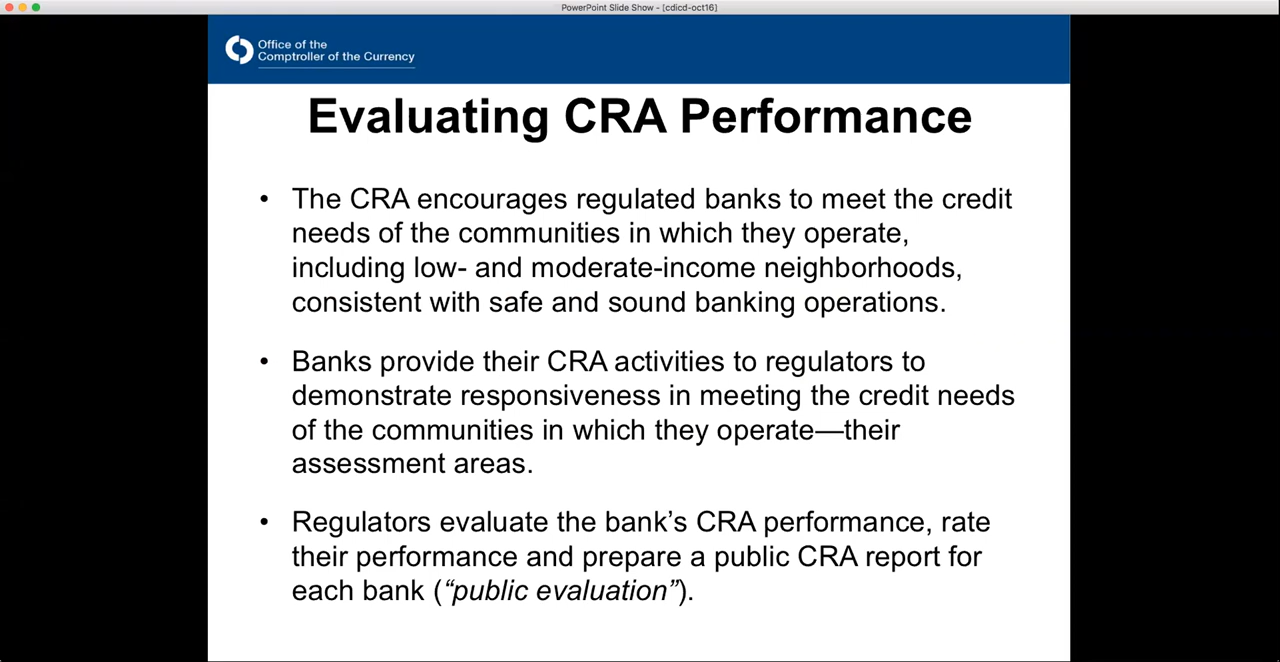 PowerPoint Slide Show - [cdicd-oct16]
Office of the
Comptroller of the Currency
Evaluating CRA Performance
• The CRA encourages regulated banks to meet the credit
needs of the communities in which they operate,
including low- and moderate-income neighborhoods,
consistent with safe and sound banking operations.
• Banks provide their CRA activities to regulators to
demonstrate responsiveness in meeting the credit needs
of the communities in which they operate—their
assessment areas.
• Regulators evaluate the bank’s CRA performance, rate
their performance and prepare a public CRA report for
each bank (“public evaluation”).